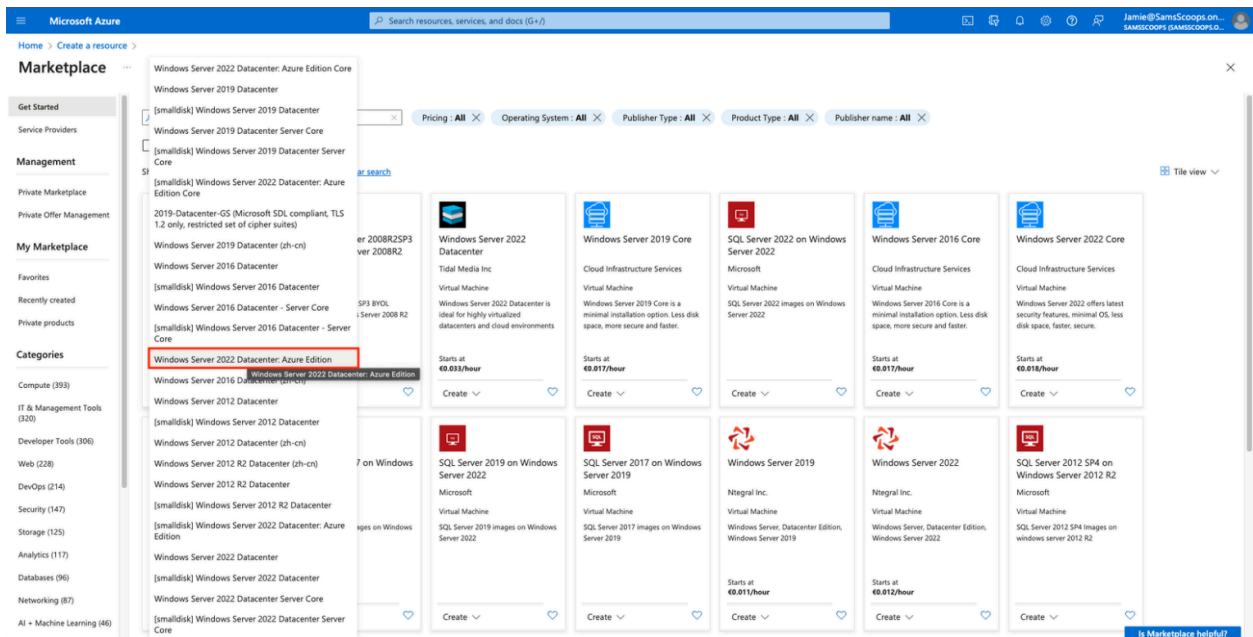 Microsoft Azure
Search resources, services, and docs (G+/)
Jamie@SamsScoops.on...
SAMSSCOOPS (SAMSSCOOPS.O...
Home > Create a resource >
Marketplace ...
Get Started
Service Providers
Management
Private Marketplace
Private Offer Management
My Marketplace
Favorites
Recently created
Private products
Categories
Compute (393)
IT & Management Tools
(320)
Developer Tools (306)
Web (228)
DevOps (214)
Security (147)
Storage (125)
Analytics (117)
Databases (96)
Networking (87)
AI + Machine Learning (46)
Windows Server 2022 Datacenter: Azure Edition Core
Windows Server 2019 Datacenter
[smalldisk] Windows Server 2019 Datacenter
Windows Server 2019 Datacenter Server Core
[smalldisk] Windows Server 2019 Datacenter Server
Core
[smalldisk] Windows Server 2022 Datacenter: Azure
Edition Core
2019-Datacenter-GS (Microsoft SDL compliant, TLS
1.2 only, restricted set of cipher suites)
Windows Server 2019 Datacenter (zh-cn)
Windows Server 2016 Datacenter
[smalldisk] Windows Server 2016 Datacenter
Windows Server 2016 Datacenter - Server Core
[smalldisk] Windows Server 2016 Datacenter - Server
Core
Windows Server 2022 Datacenter: Azure Edition
Windows Server 2022 Datacenter: Azure Edition
Windows Server 2016 Datacenter (zh-cn)
Windows Server 2012 Datacenter
[smalldisk] Windows Server 2012 Datacenter
Windows Server 2012 Datacenter (zh-cn)
Windows Server 2012 R2 Datacenter (zh-cn)
Windows Server 2012 R2 Datacenter
[smalldisk] Windows Server 2012 R2 Datacenter
[smalldisk] Windows Server 2022 Datacenter: Azure
Edition
Windows Server 2022 Datacenter
[smalldisk] Windows Server 2022 Datacenter
Windows Server 2022 Datacenter Server Core
[smalldisk] Windows Server 2022 Datacenter Server
Core
Pricing : All
Operating System : All
Publisher Type : All
Product Type : All
Publisher name : All
ar search
Tile view
er 2008R2SP3
ver 2008R2
SP3 BYOL
Server 2008 R2
Windows Server 2022
Datacenter
Tidal Media Inc
Virtual Machine
Windows Server 2022 Datacenter is
ideal for highly virtualized
datacenters and cloud environments
Starts at
€0.033/hour
Create
Windows Server 2019 Core
Cloud Infrastructure Services
Virtual Machine
Windows Server 2019 Core is a
minimal installation option. Less disk
space, more secure and faster.
Starts at
€0.017/hour
Create
SQL Server 2022 on Windows
Server 2022
Microsoft
Virtual Machine
SQL Server 2022 images on Windows
Server 2022
Create
Windows Server 2016 Core
Cloud Infrastructure Services
Virtual Machine
Windows Server 2016 Core is a
minimal installation option. Less disk
space, more secure and faster.
Starts at
€0.017/hour
Create
Windows Server 2022 Core
Cloud Infrastructure Services
Virtual Machine
Windows Server 2022 offers latest
security features, minimal OS, less
disk space, faster, secure.
Starts at
€0.018/hour
Create
7 on Windows
ages on Windows
SQL Server 2019 on Windows
Server 2022
Microsoft
Virtual Machine
SQL Server 2019 images on Windows
Server 2022
Create
SQL Server 2017 on Windows
Server 2019
Microsoft
Virtual Machine
SQL Server 2017 images on Windows
Server 2019
Create
Windows Server 2019
Ntegral Inc.
Virtual Machine
Windows Server, Datacenter Edition,
Windows Server 2019
Starts at
€0.011/hour
Create
Windows Server 2022
Ntegral Inc.
Virtual Machine
Windows Server, Datacenter Edition,
Windows Server 2022
Starts at
€0.012/hour
Create
SQL Server 2012 SP4 on
Windows Server 2012 R2
Microsoft
Virtual Machine
SQL Server 2012 SP4 Images on
windows server 2012 R2
Create
Is Marketplace helpful?